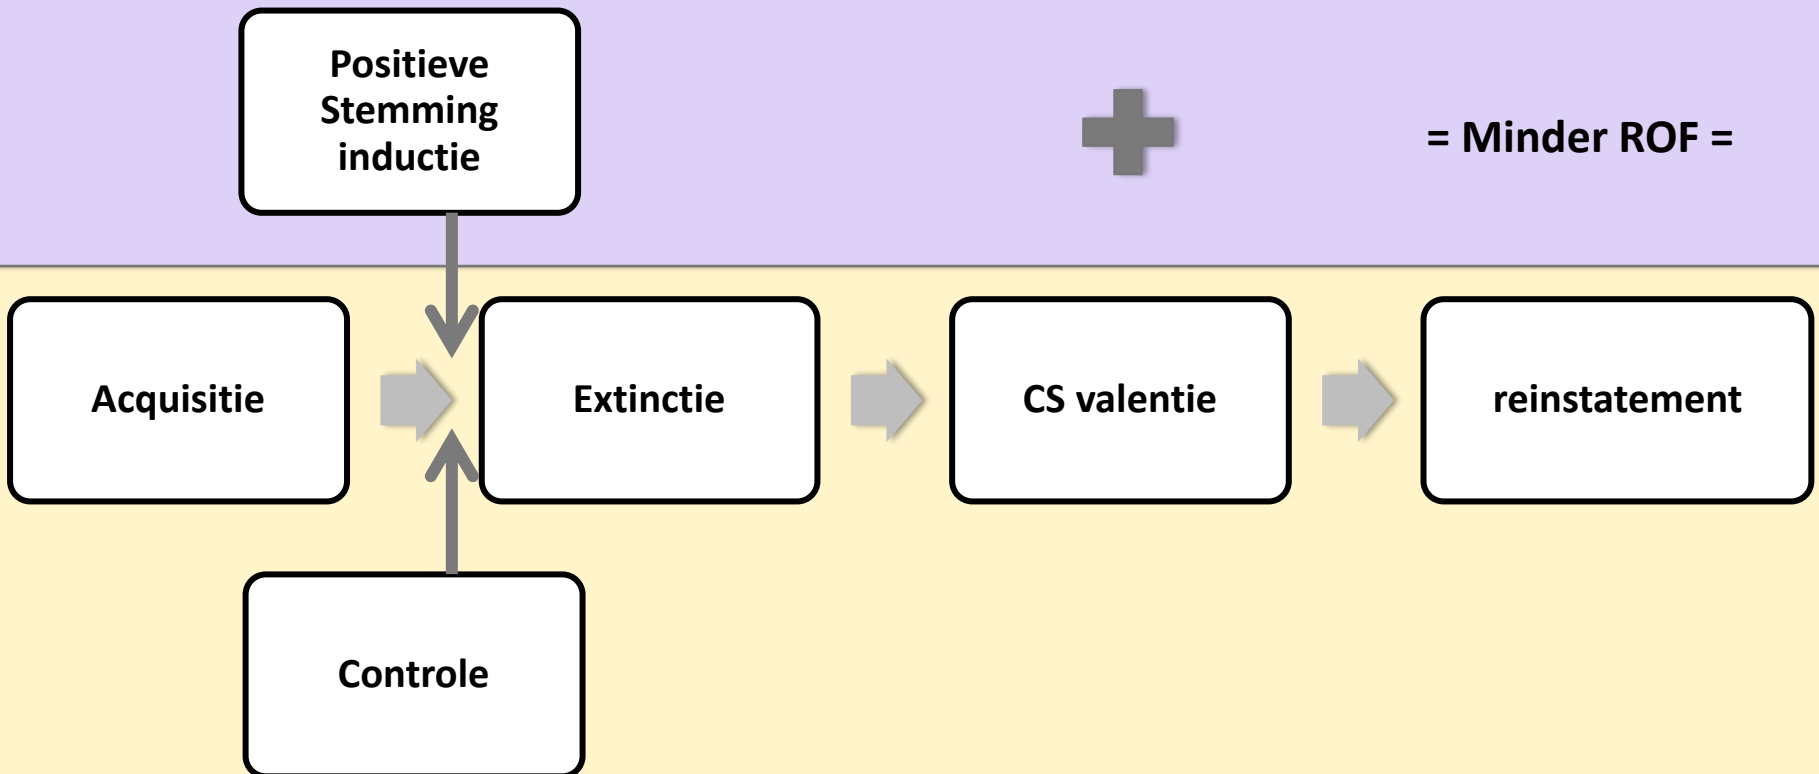 Positieve
Stemming
inductie
= Minder ROF =
Acquisitie
Extinctie
CS valentie
reinstatement
Controle